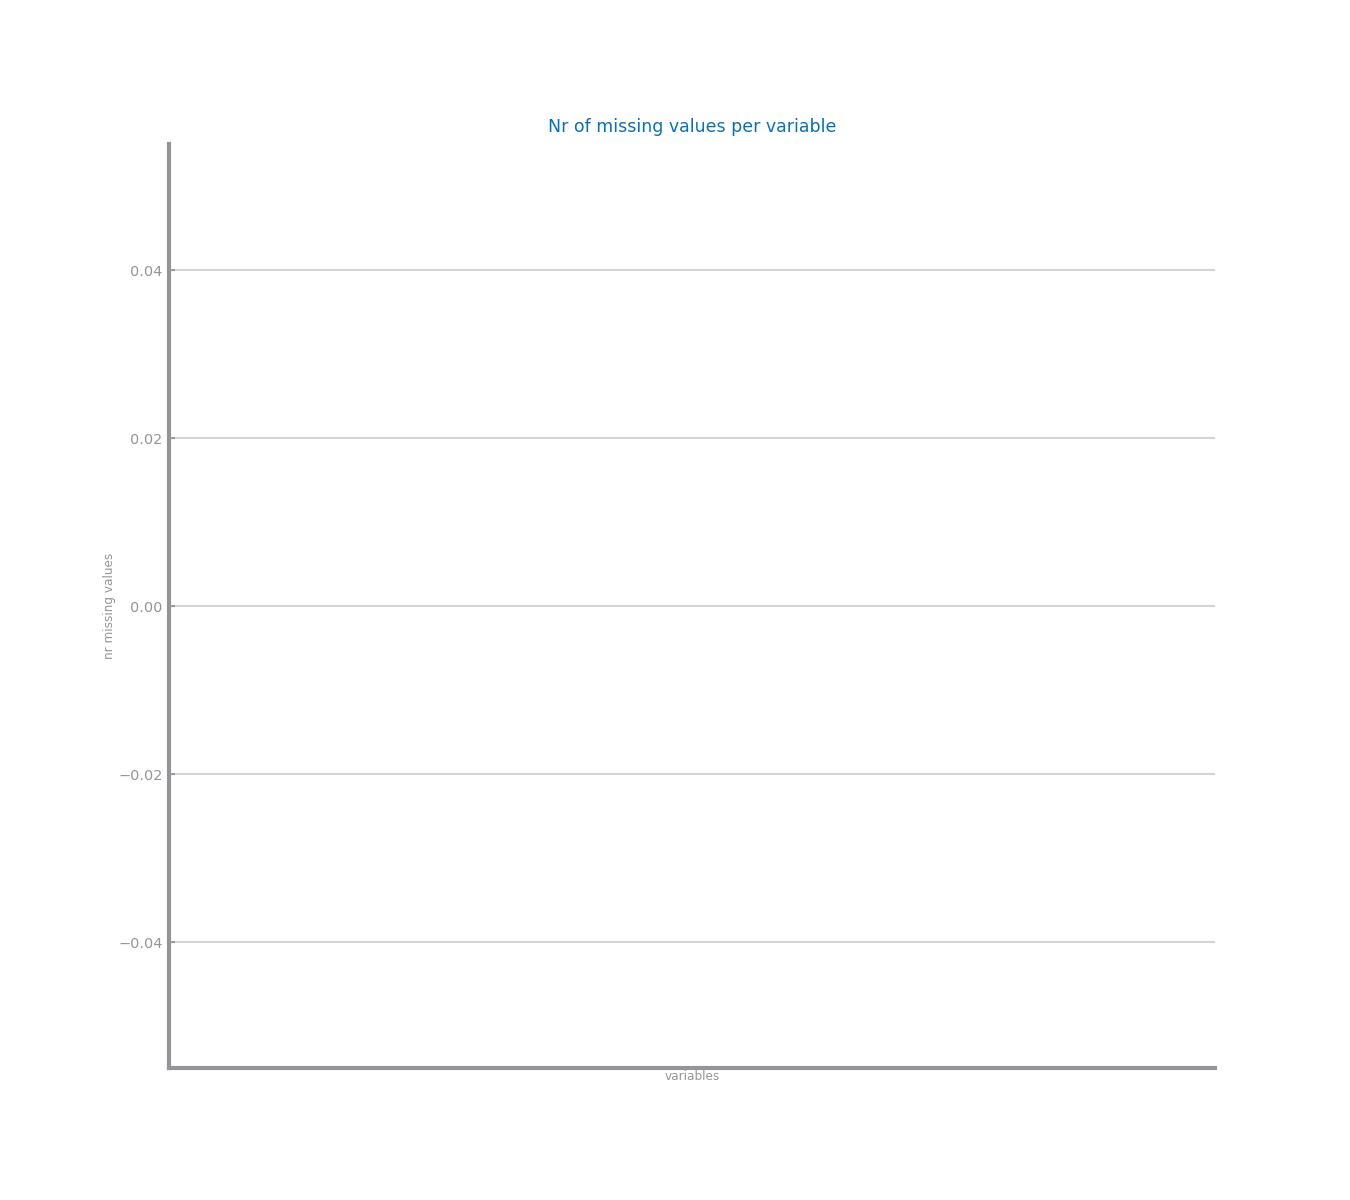 Nr of missing values per variable
0.04
0.02
0.00
−0.02
−0.04
nr missing values
variables